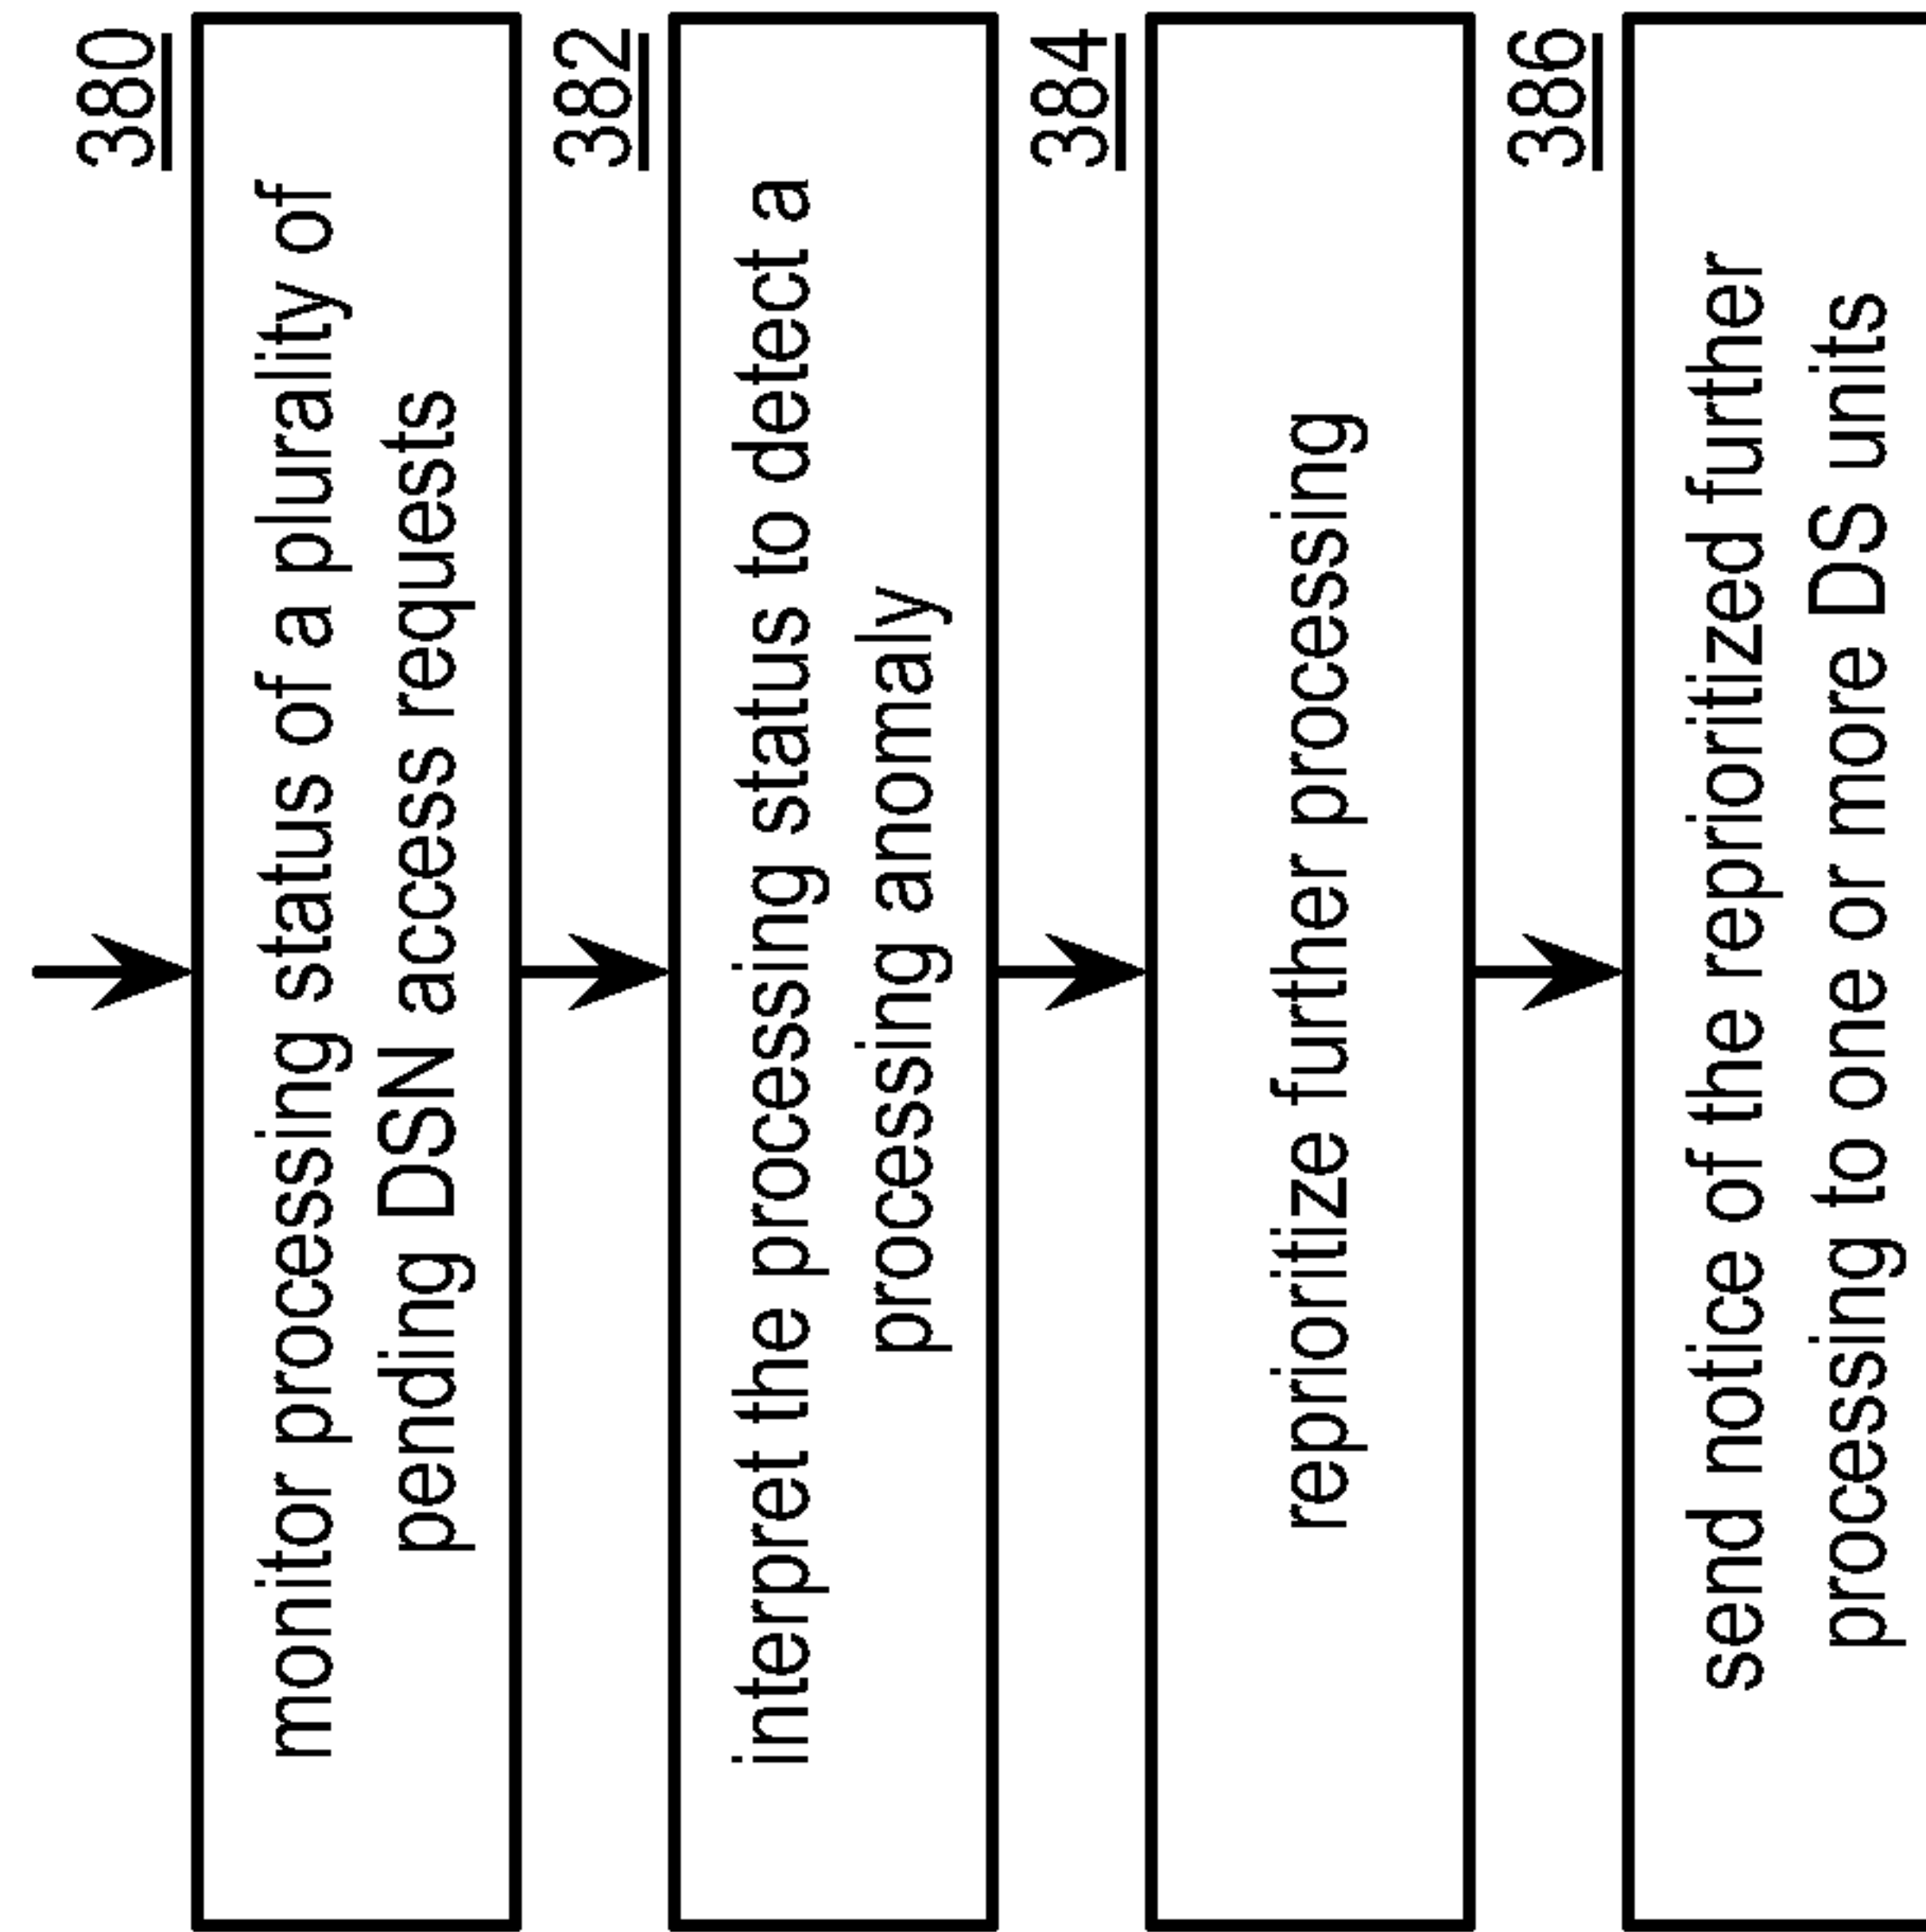 380
monitor processing status of a plurality of
pending DSN access requests
382
interpret the processing status to detect a
processing anomaly
384
reprioritize further processing
386
send notice of the reprioritized further
processing to one or more DS units